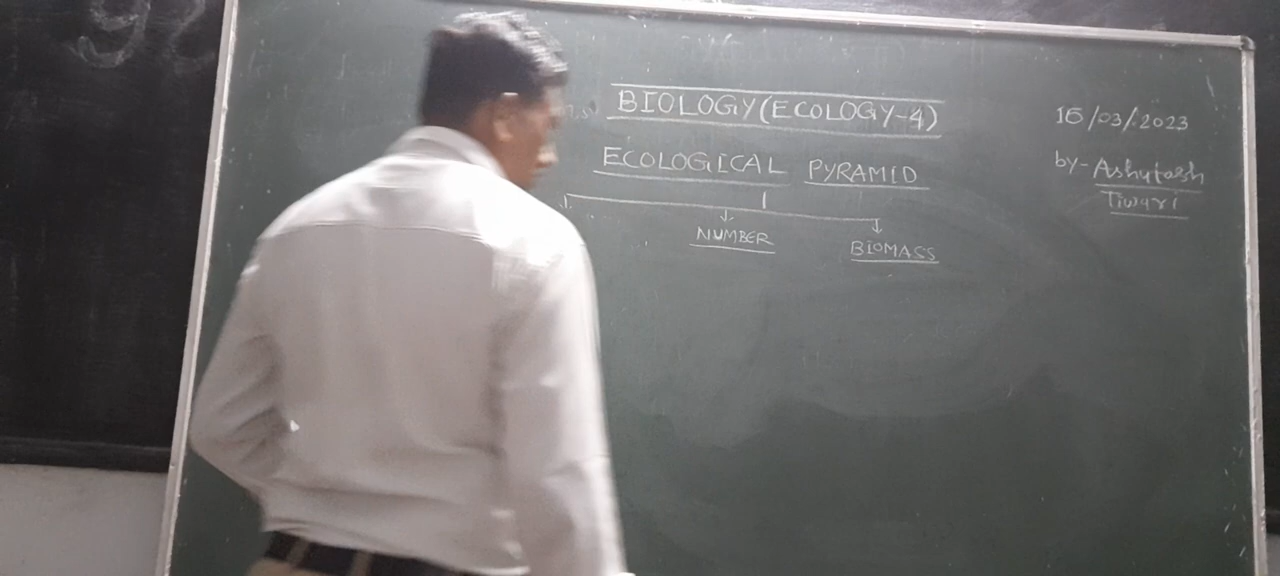 BIOLOGY(ECOLOGY-4)
16/03/2023
ECOLOGICAL PYRAMID
by-Ashutosh
Tiwari
NUMBER
BIOMASS